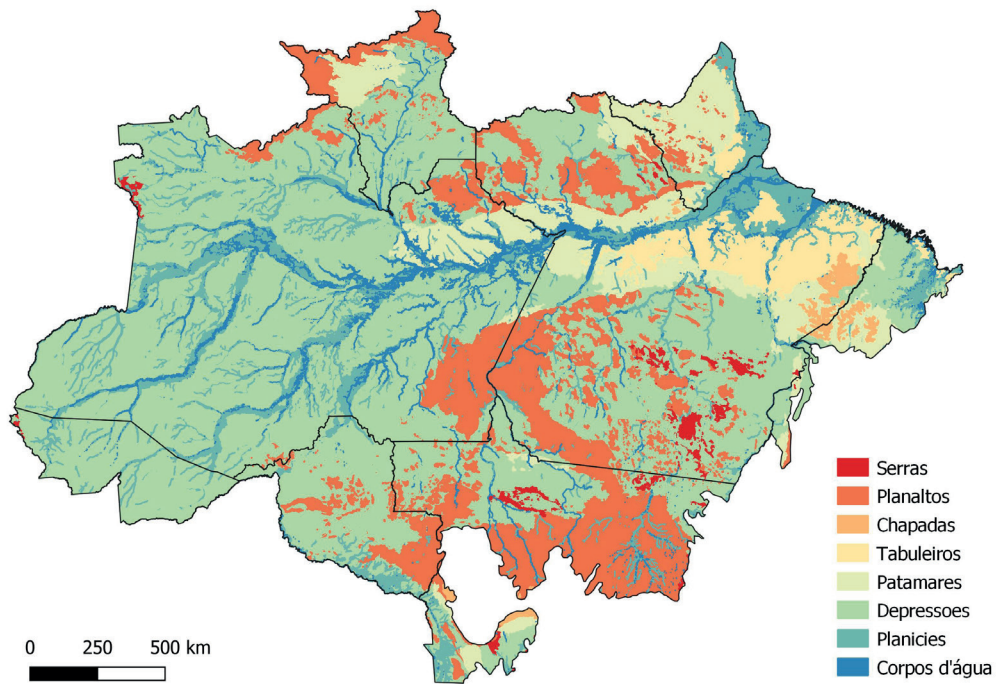 Serras
Planaltos
Chapadas
Tabuleiros
Patamares
Depressoes
Planicies
Corpos d'água
0 250 500 km